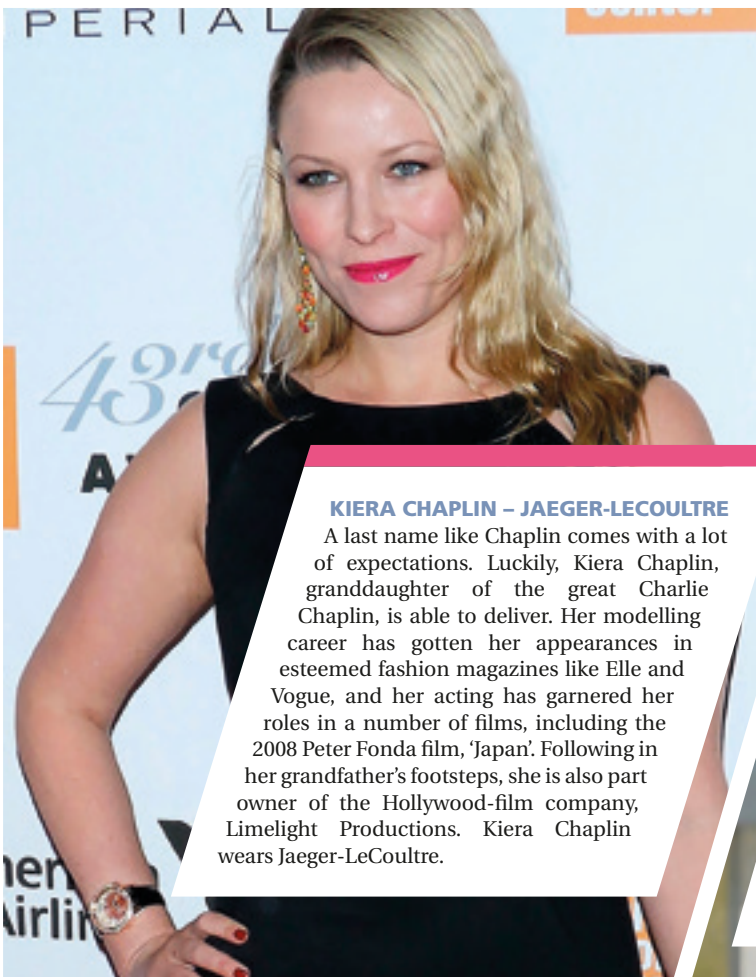 PERIAL
43rd
A
KIERA CHAPLIN – JAEGER-LECOULTRE
A last name like Chaplin comes with a lot
of expectations. Luckily, Kiera Chaplin,
granddaughter of the great Charlie
Chaplin, is able to deliver. Her modelling
career has gotten her appearances in
esteemed fashion magazines like Elle and
Vogue, and her acting has garnered her
roles in a number of films, including the
2008 Peter Fonda film, ‘Japan’. Following in
her grandfather’s footsteps, she is also part
owner of the Hollywood-film company,
Limelight Productions. Kiera Chaplin
wears Jaeger-LeCoultre.